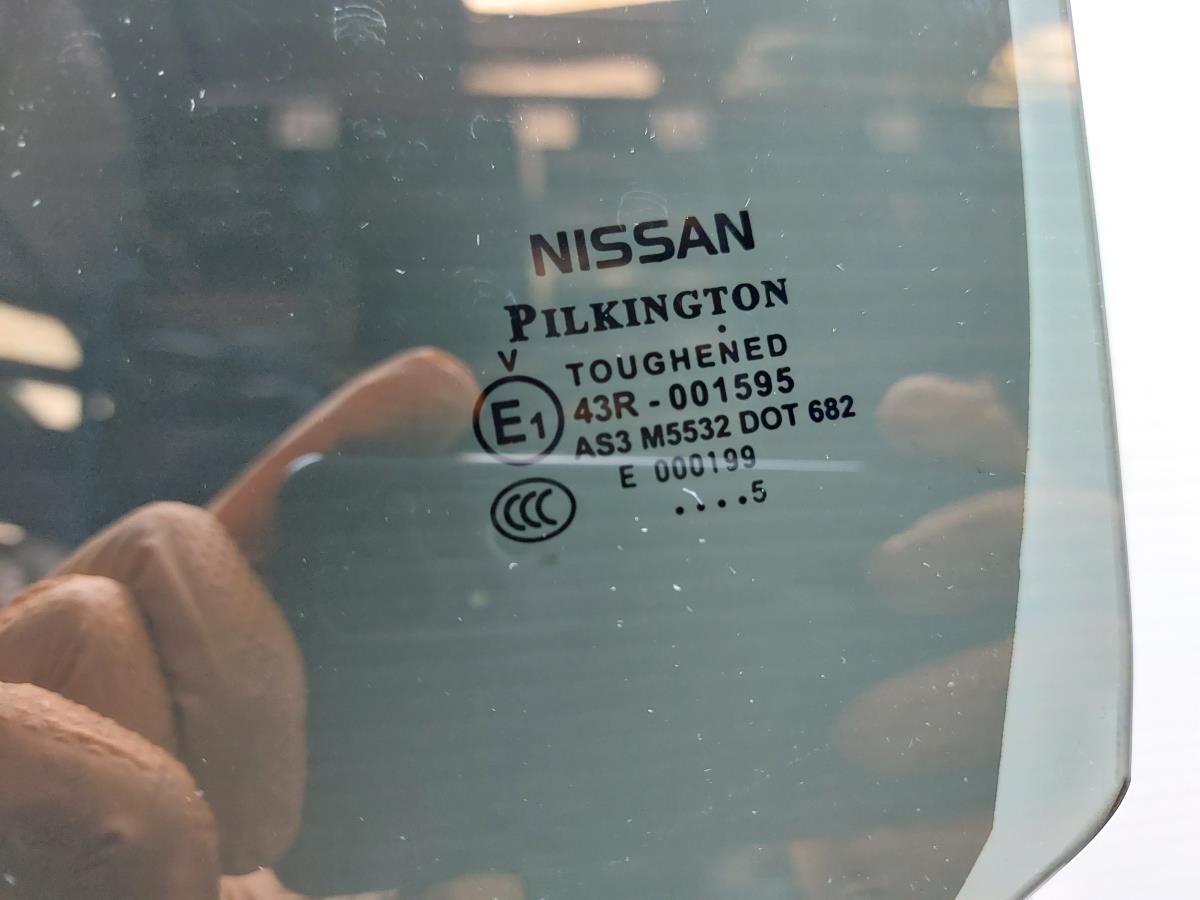 NISSAN
PILKINGTON
V
TOUGHENED
E1
43R - 001595
AS3 M5532 DOT 682
E 000199
CCC
....5